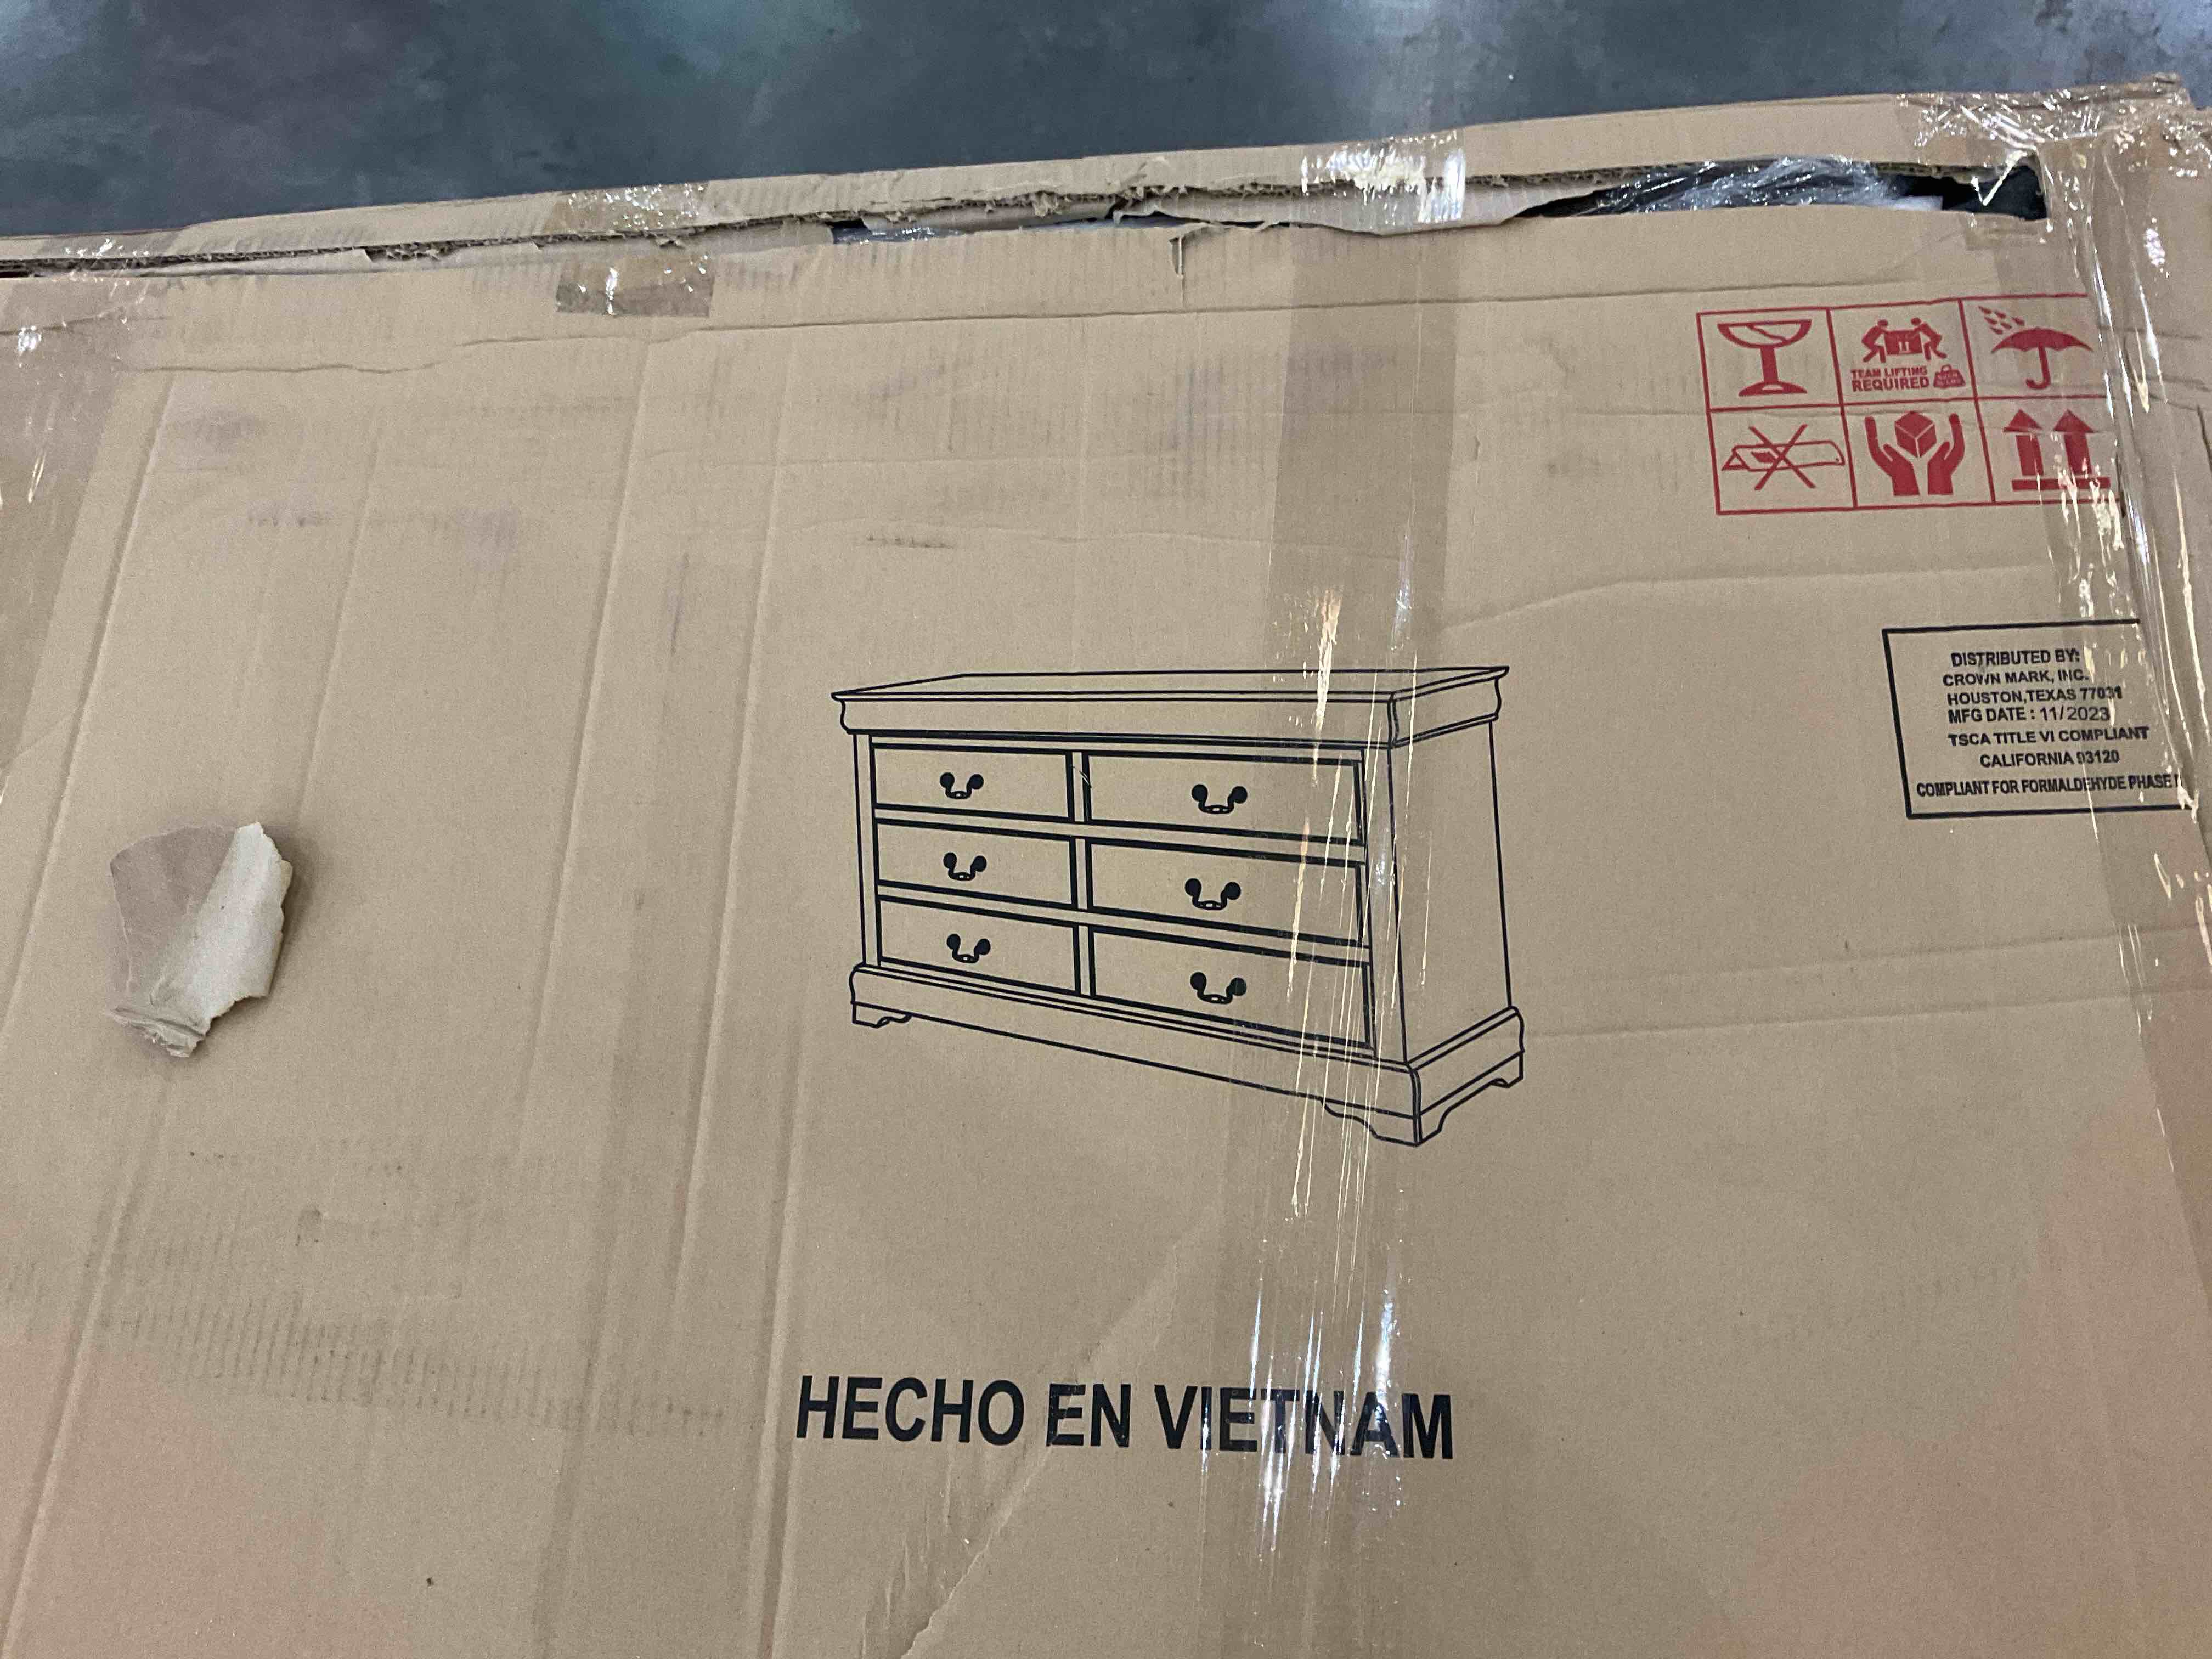 TEAM LIFTING
REQUIRED
DISTRIBUTED BY:
CROWN MARK, INC.
HOUSTON,TEXAS 77031
MFG DATE : 11/2023
TSCA TITLE VI COMPLIANT
CALIFORNIA 93120
COMPLIANT FOR FORMALDEHYDE PHASE
HECHO EN VIETNAM